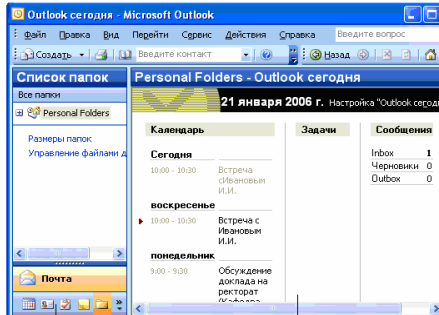 Outlook сегодня - Microsoft Outlook
Файл Правка Вид Перейти Сервис Действия Справка Введите вопрос
Создать Введите контакт Назад
Список папок
Все папки
Personal Folders
Размеры папок
Управление файлами д
Почта
Personal Folders - Outlook сегодня
21 января 2006 г. Настройка "Outlook сегод
Календарь Задачи Сообщения
Сегодня
10:00 - 10:30 Встреча
сИвановым
И.И.
воскресенье
10:00 - 10:30 Встреча с
Ивановым
И.И.
понедельник
9:00 - 9:30 Обсуждение
доклада на
ректорат
(Кафедра
Inbox 1
Черновики 0
Outbox 0